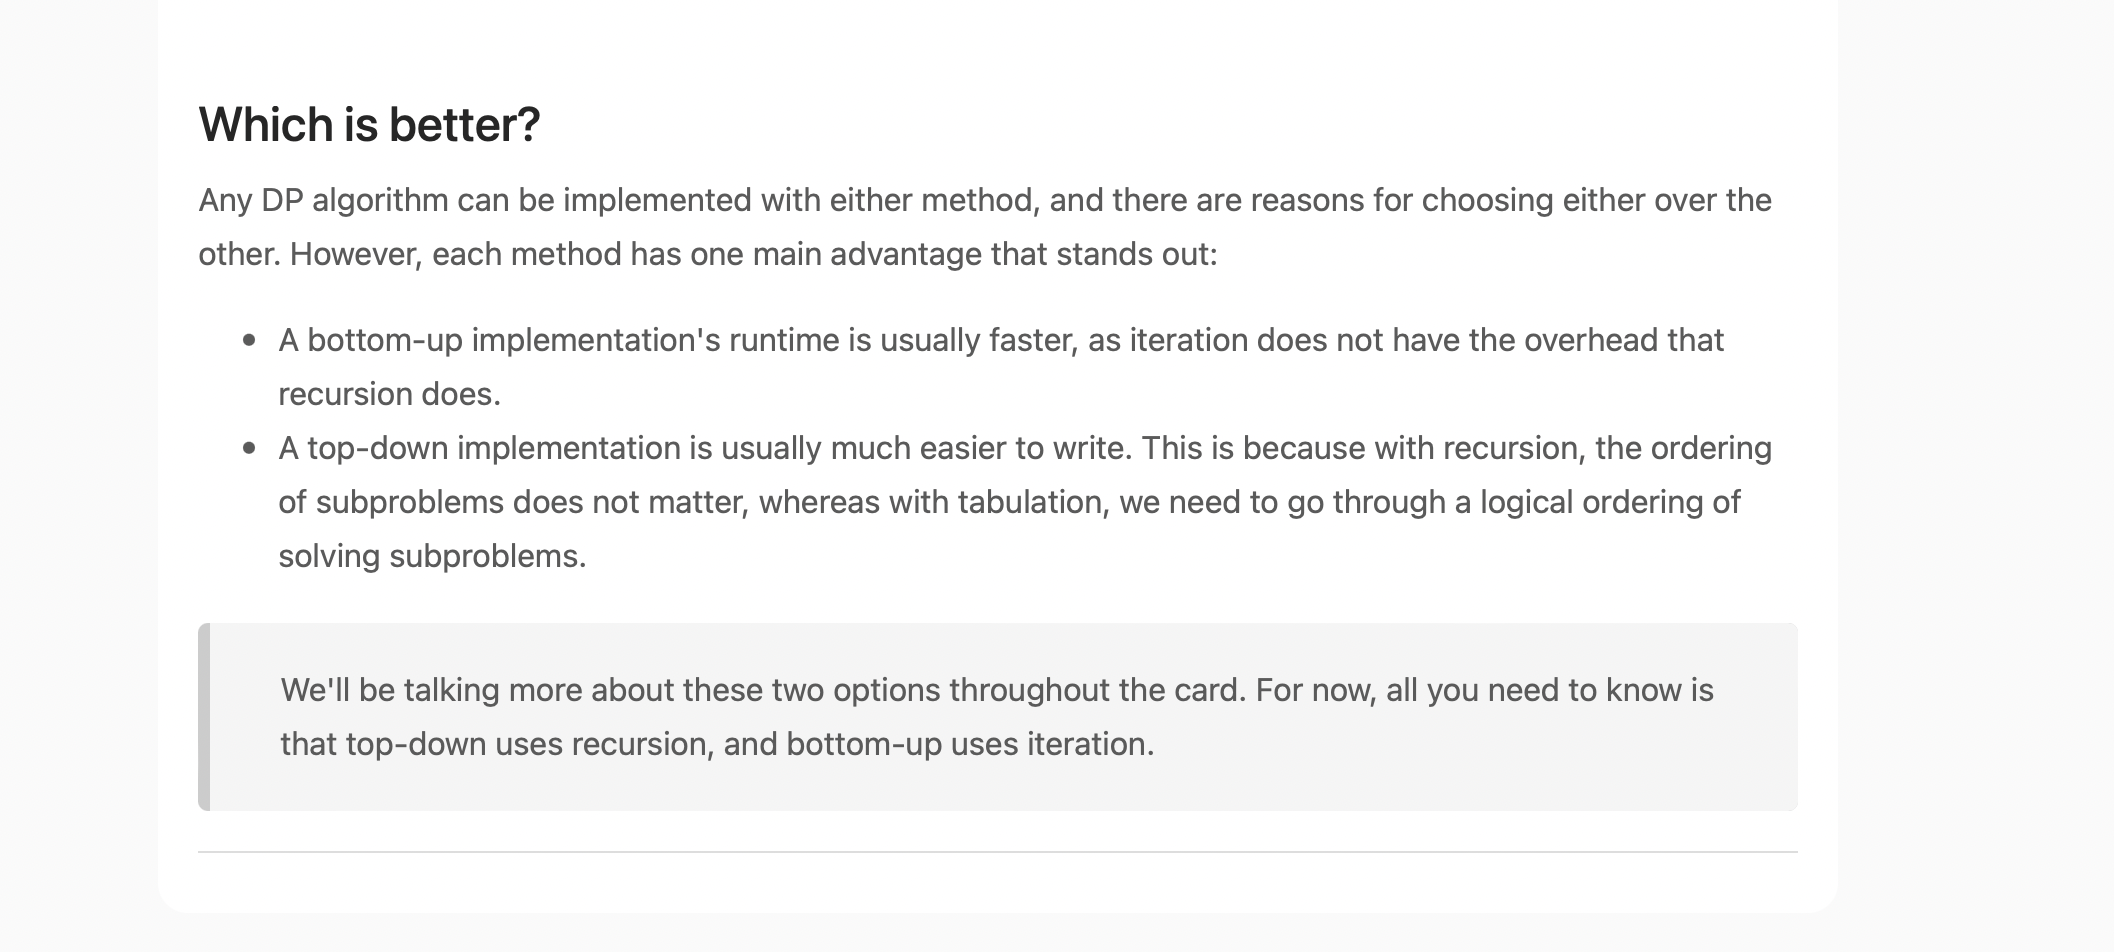 Which is better?
Any DP algorithm can be implemented with either method, and there are reasons for choosing either over the
other. However, each method has one main advantage that stands out:
• A bottom-up implementation's runtime is usually faster, as iteration does not have the overhead that
recursion does.
• A top-down implementation is usually much easier to write. This is because with recursion, the ordering
of subproblems does not matter, whereas with tabulation, we need to go through a logical ordering of
solving subproblems.
We'll be talking more about these two options throughout the card. For now, all you need to know is
that top-down uses recursion, and bottom-up uses iteration.